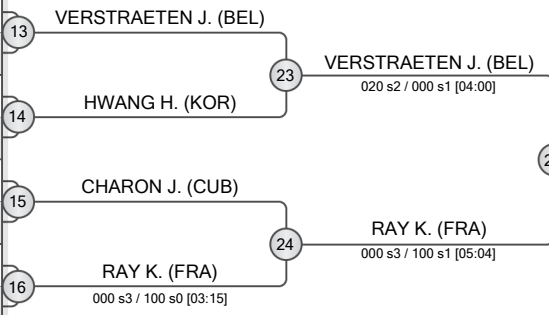 13
VERSTRAETEN J. (BEL)
23
VERSTRAETEN J. (BEL)
020 s2 / 000 s1 [04:00]
14
HWANG H. (KOR)
15
CHARON J. (CUB)
24
RAY K. (FRA)
000 s3 / 100 s1 [05:04]
16
RAY K. (FRA)
000 s3 / 100 s0 [03:15]